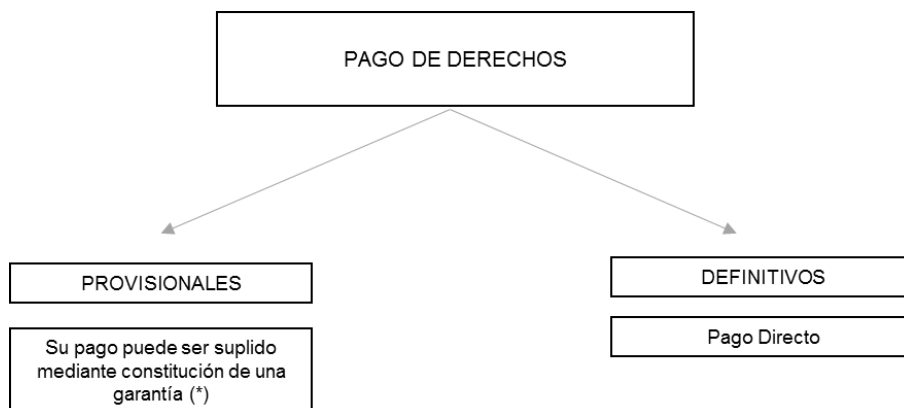 PAGO DE DERECHOS
PROVISIONALES
Su pago puede ser suplido
mediante constitución de una
garantía (*)
DEFINITIVOS
Pago Directo